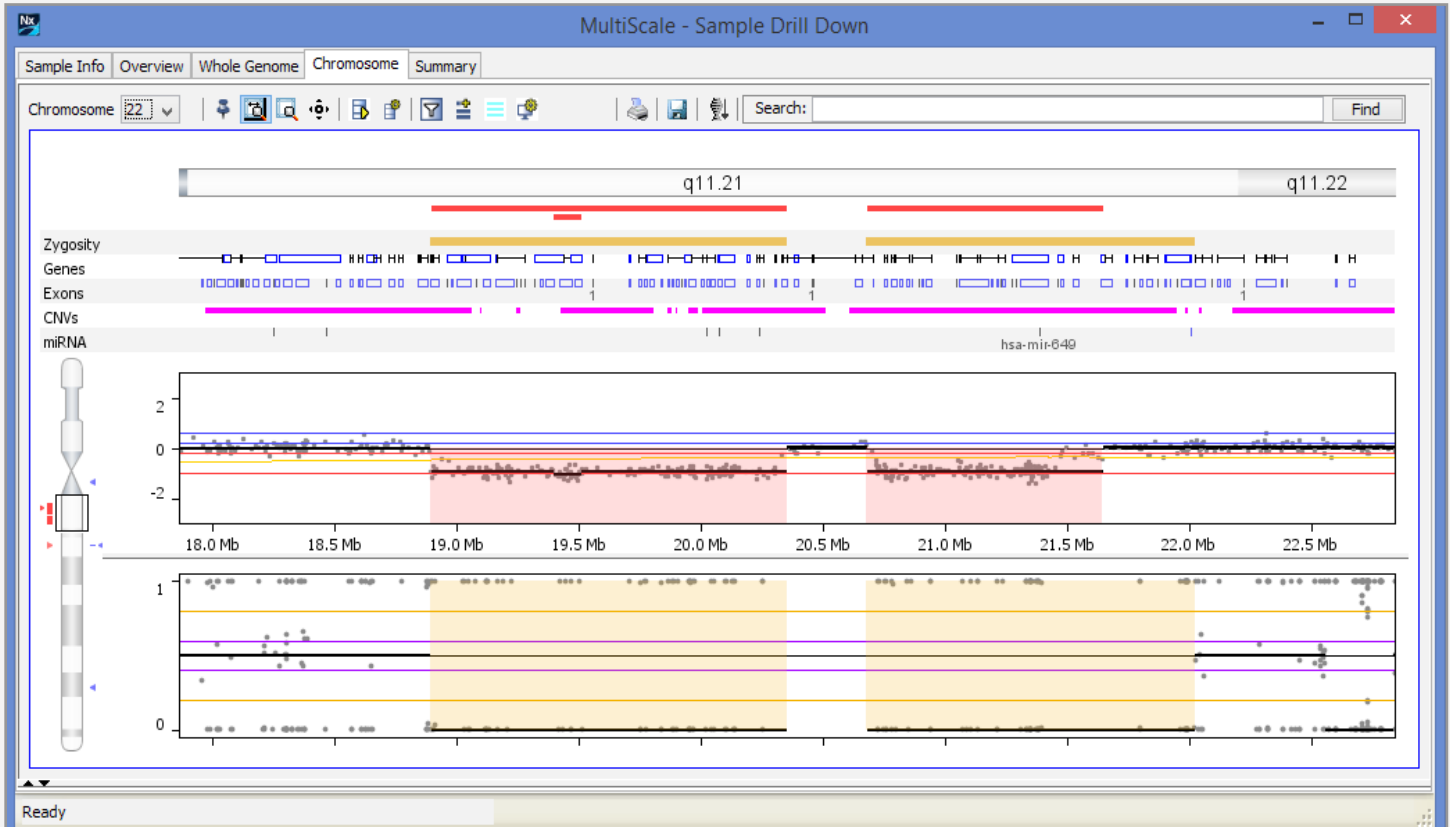 Nx
MultiScale - Sample Drill Down
Sample Info Overview Whole Genome Chromosome Summary
Chromosome 22 Search: Find
q11.21 q11.22
Zygosity
Genes
Exons
1 1 1
CNVs
miRNA
hsa-mir-649
2
0
-2
18.0 Mb 18.5 Mb 19.0 Mb 19.5 Mb 20.0 Mb 20.5 Mb 21.0 Mb 21.5 Mb 22.0 Mb 22.5 Mb
1
0
Ready